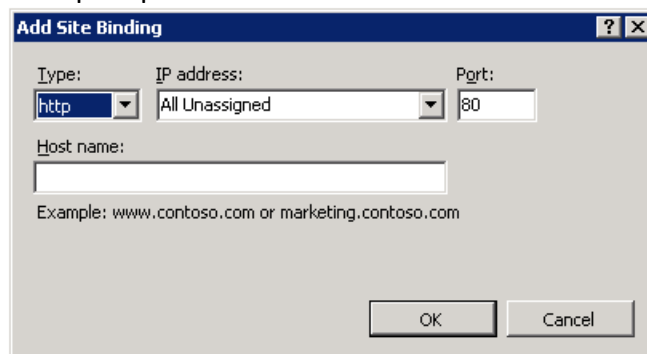 Add Site Binding
Type: IP address: Port:
http All Unassigned 80
Host name:
Example: www.contoso.com or marketing.contoso.com
OK Cancel